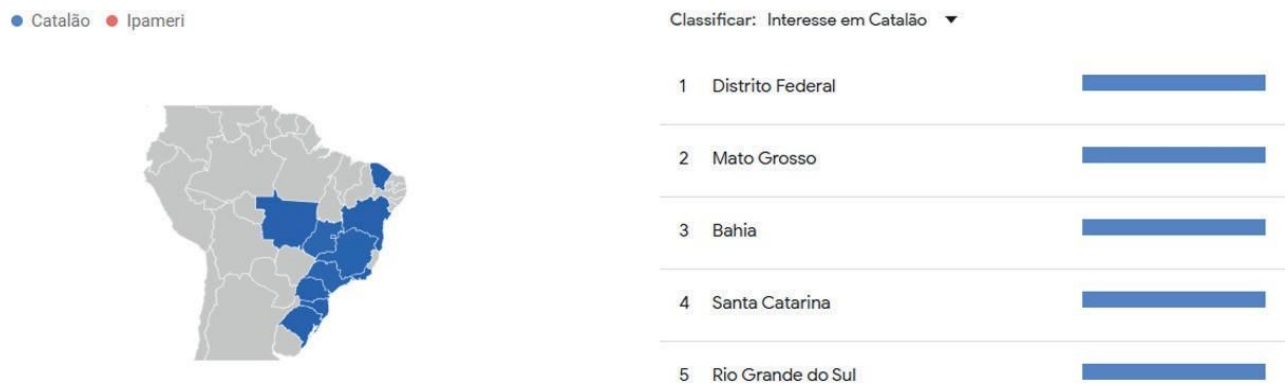 Catalão Ipameri
Classificar: Interesse em Catalão
1 Distrito Federal
2 Mato Grosso
3 Bahia
4 Santa Catarina
5 Rio Grande do Sul